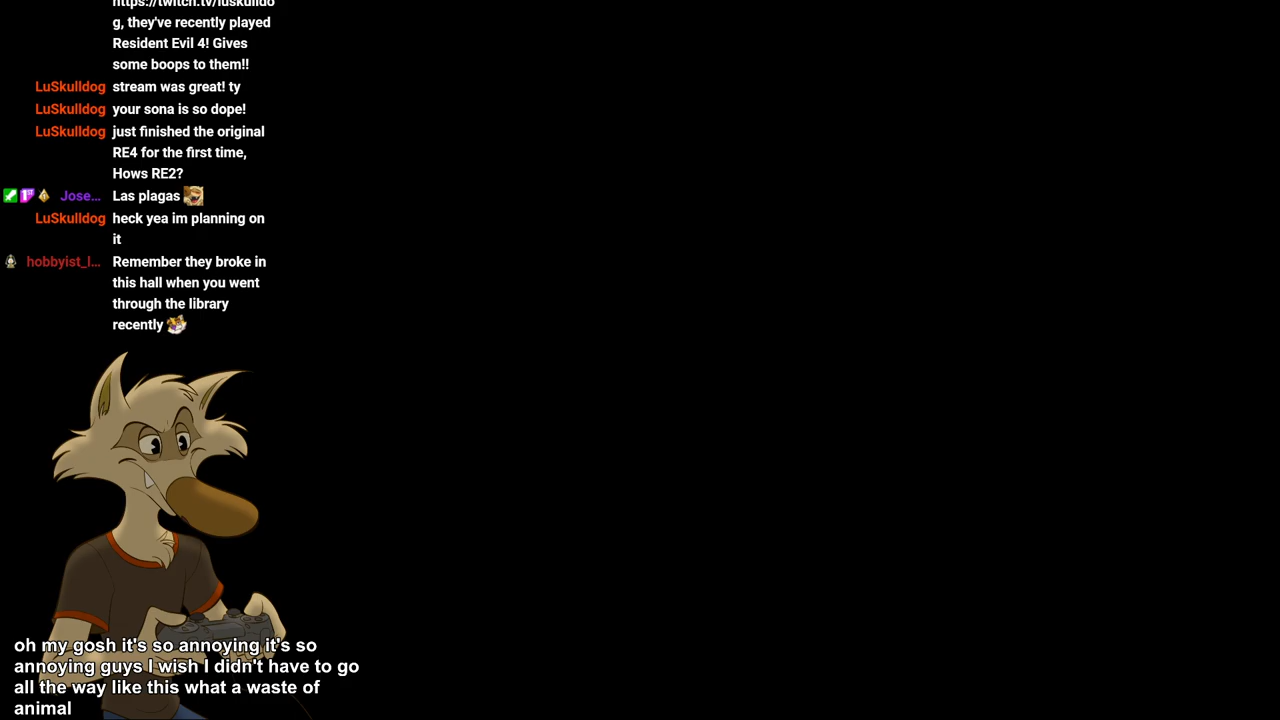 https://twitch.tv/luskulldo
g, they've recently played
Resident Evil 4! Gives
some boops to them!!
LuSkulldog stream was great! ty
LuSkulldog your sona is so dope!
LuSkulldog just finished the original
RE4 for the first time,
Hows RE2?
Jose... Las plagas
LuSkulldog heck yea im planning on
it
hobbyist_l... Remember they broke in
this hall when you went
through the library
recently
oh my gosh it's so annoying it's so
annoying guys I wish I didn't have to go
all the way like this what a waste of
animal